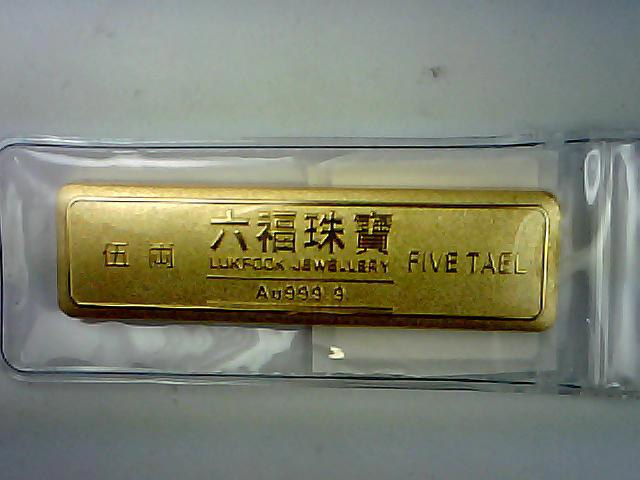 六福珠寶
伍 両
LUKFOOK JEWELLERY
FIVE TAEL
Au999.9